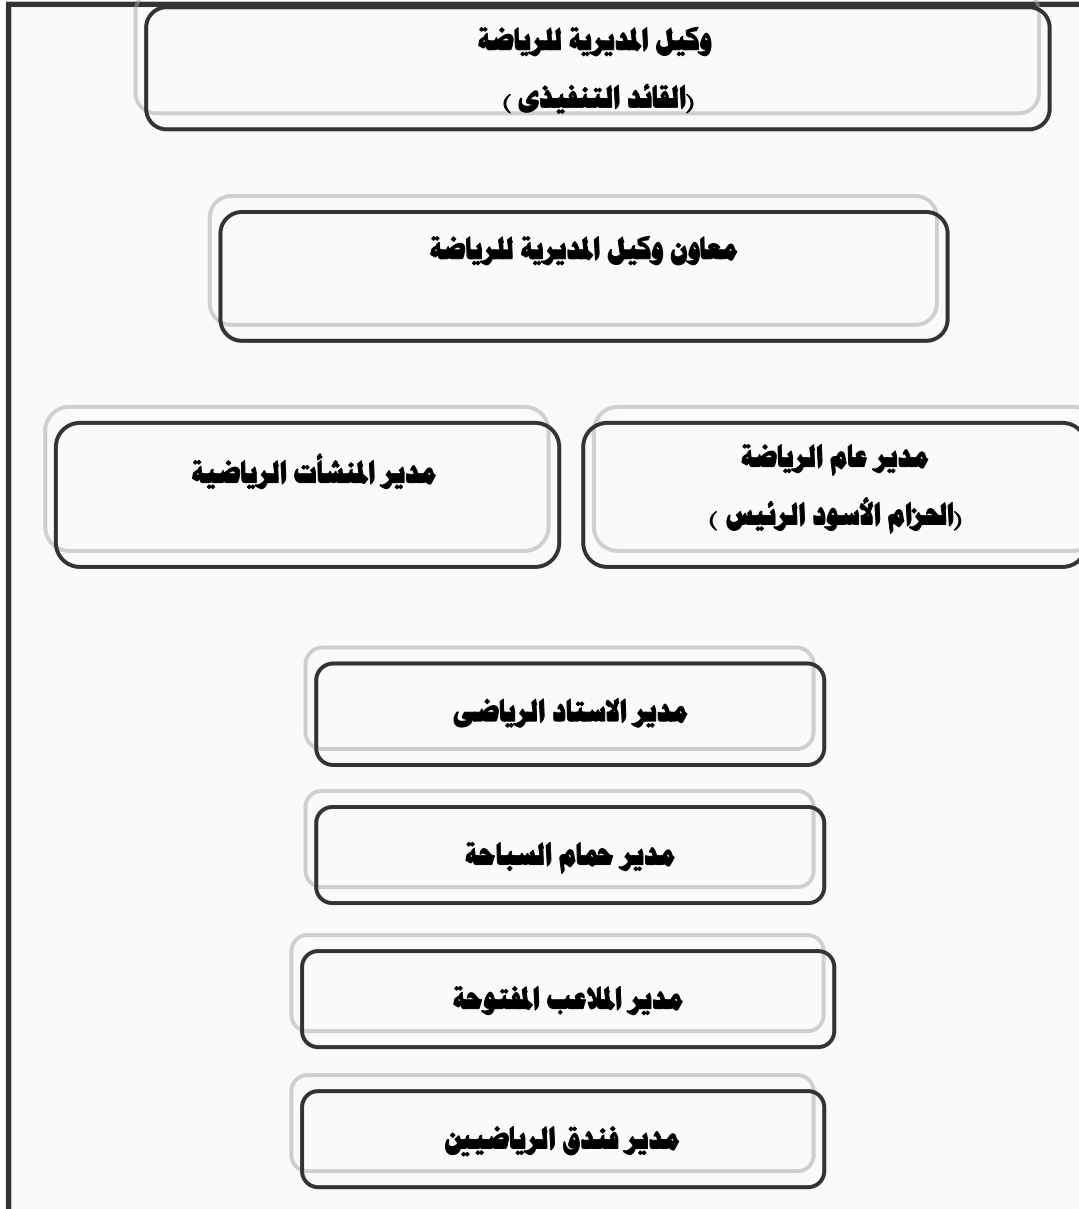 وكيل المديرية للرياضة
(القائد التنفيذى )
معاون وكيل المديرية للرياضة
مدير عام الرياضة
(الحزام الأسود الرئيس )
مدير المنشأت الرياضية
مدير الاستاد الرياضى
مدير حمام السباحة
مدير الملاعب المفتوحة
مدير فندق الرياضيين